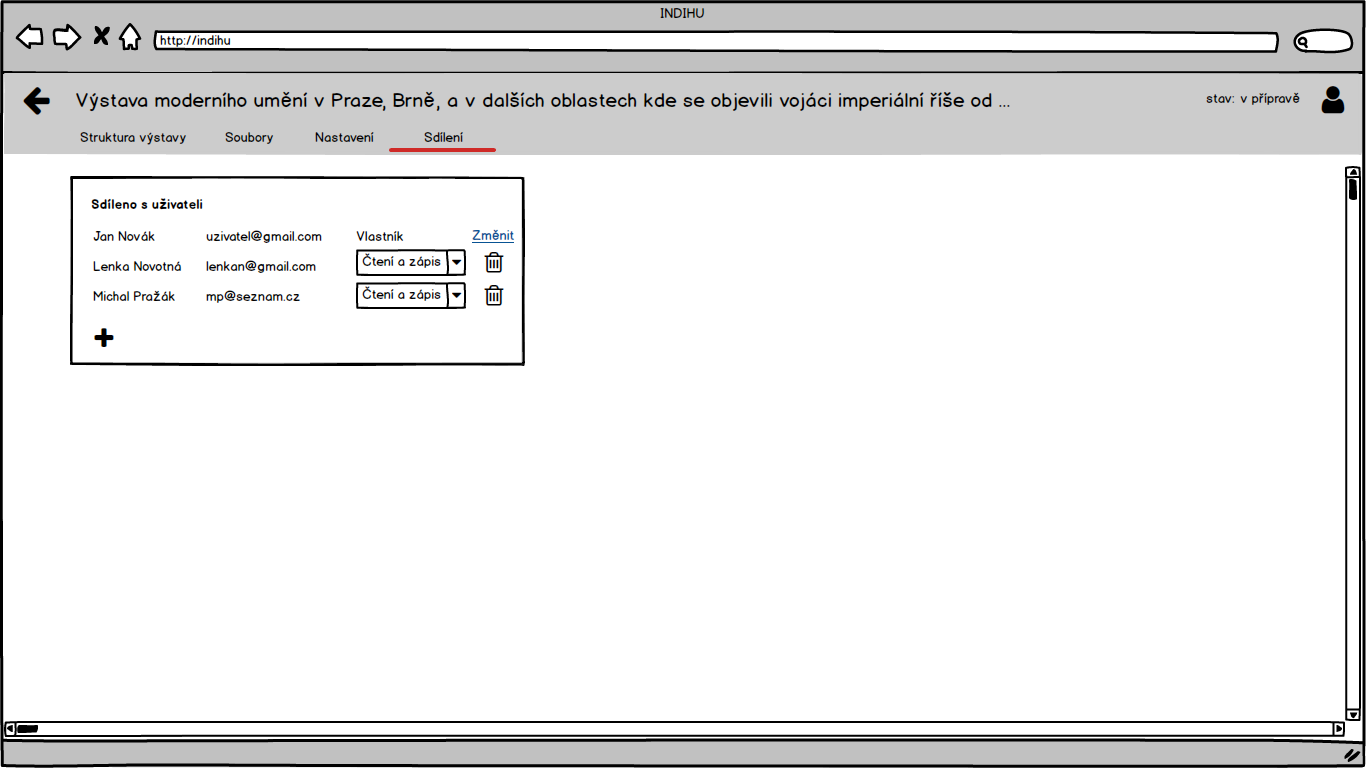 INDIHU
http://indihu
Výstava moderního umění v Praze, Brně, a v dalších oblastech kde se objevili vojáci imperiální říše od ...
stav: v přípravě
Struktura výstavy Soubory Nastavení Sdílení
Sdíleno s uživateli
Jan Novák uzivatel@gmail.com Vlastník Změnit
Lenka Novotná lenkan@gmail.com Čtení a zápis
Michal Pražák mp@seznam.cz Čtení a zápis